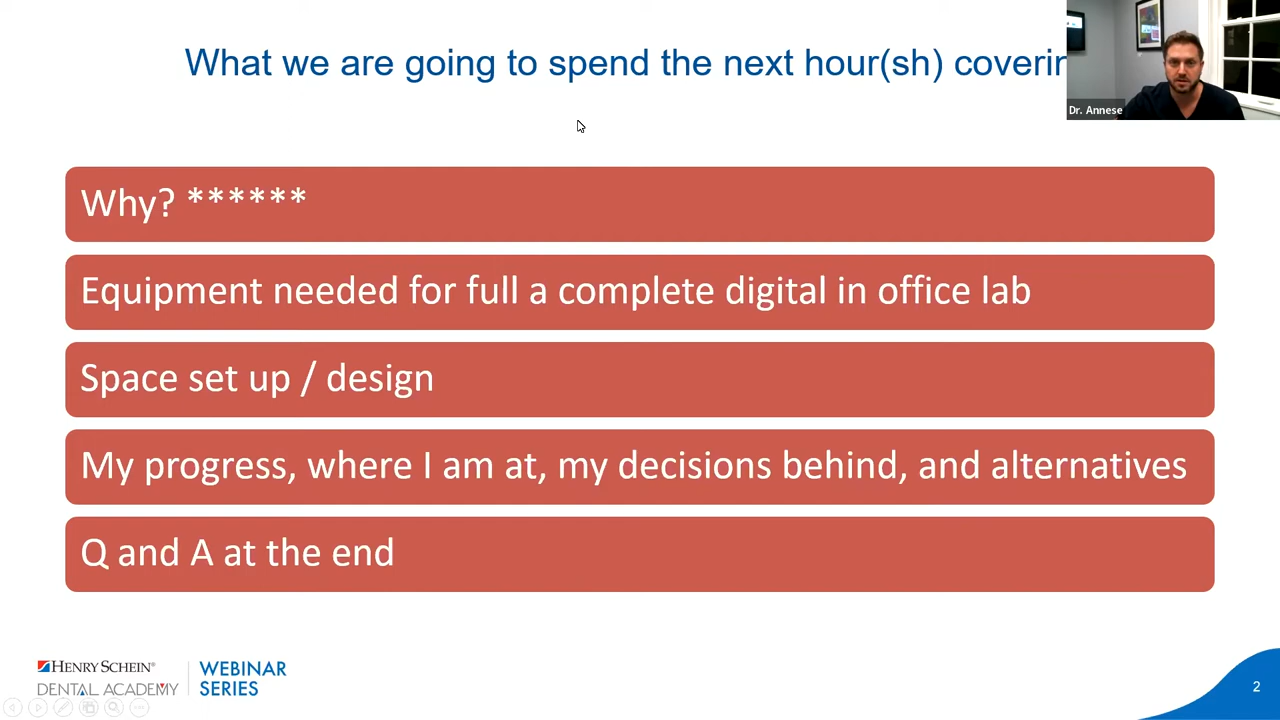 What we are going to spend the next hour(sh)
Dr. Annese
Why? ******
Equipment needed for full a complete digital in office lab
Space set up / design
My progress, where I am at, my decisions behind, and alternatives
Q and A at the end
HENRY SCHEIN®
DENTAL ACADEMY
WEBINAR
SERIES
2